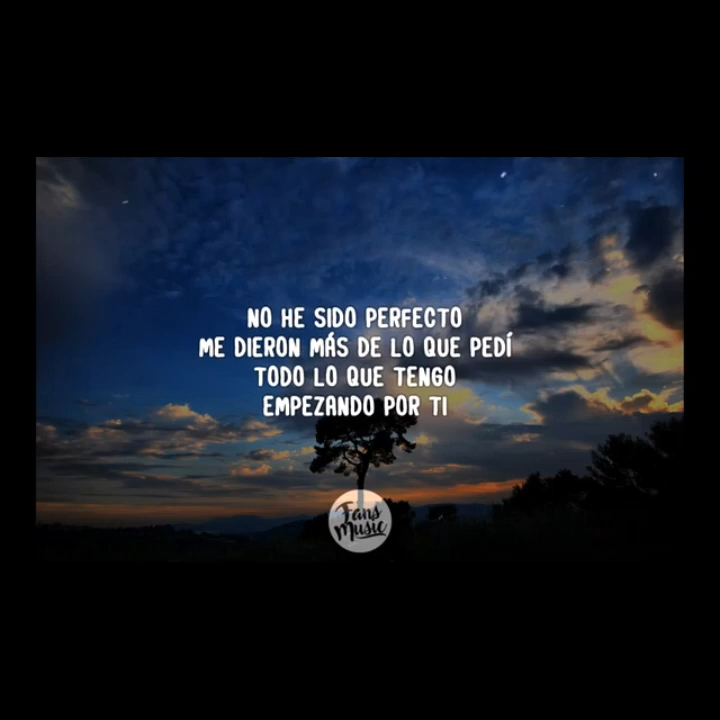 NO HE SIDO PERFECTO
ME DIERON MÁS DE LO QUE PEDÍ
TODO LO QUE TENGO
EMPEZANDO POR TI
Fans
Music